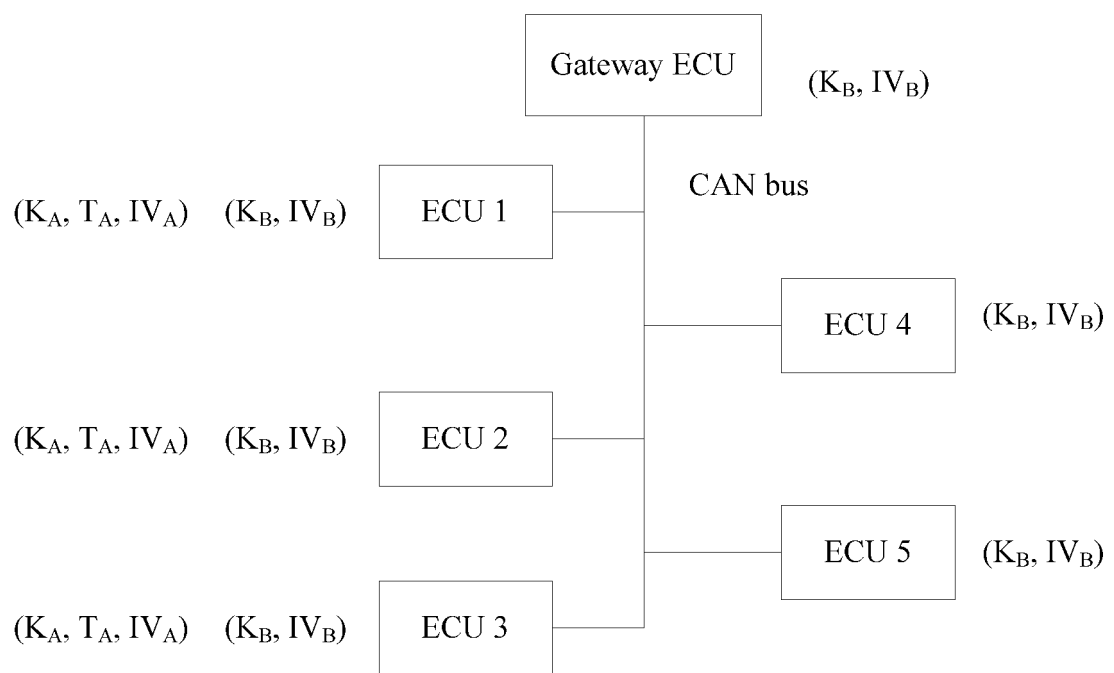 Gateway ECU
(K_B, IV_B)
CAN bus
(K_A, T_A, IV_A) (K_B, IV_B) ECU 1
ECU 4 (K_B, IV_B)
(K_A, T_A, IV_A) (K_B, IV_B) ECU 2
ECU 5 (K_B, IV_B)
(K_A, T_A, IV_A) (K_B, IV_B) ECU 3